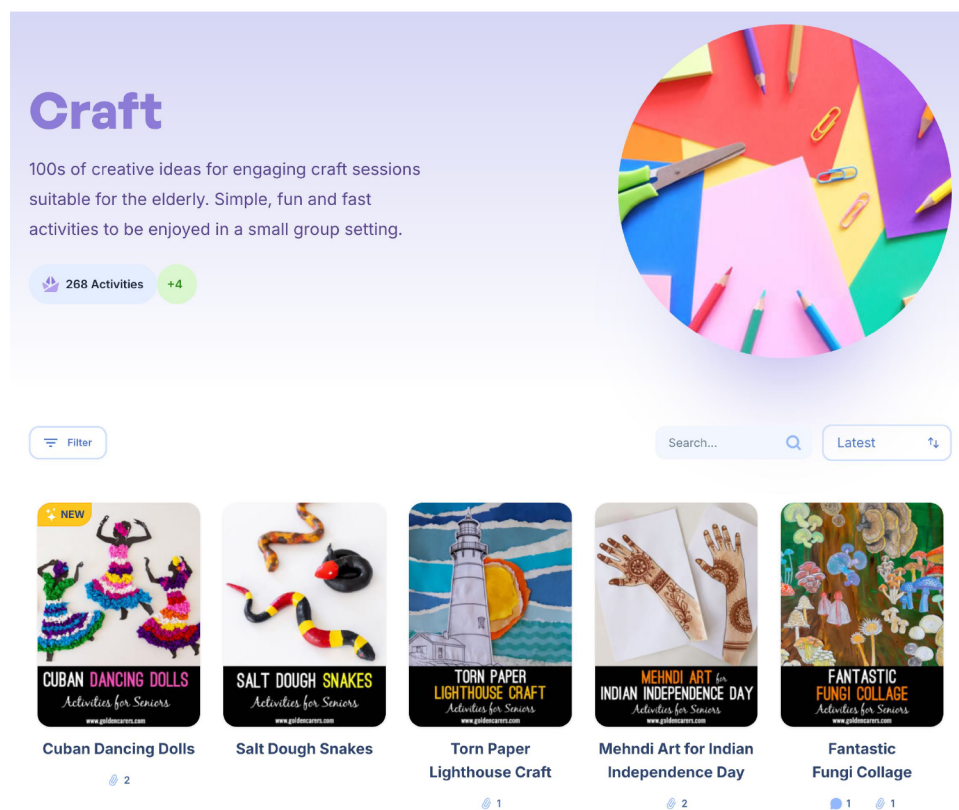 Craft
100s of creative ideas for engaging craft sessions
suitable for the elderly. Simple, fun and fast
activities to be enjoyed in a small group setting.
268 Activities +4
Filter
Search...
Latest
NEW
CUBAN DANCING DOLLS
Activities for Seniors
www.goldencarers.com
SALT DOUGH SNAKES
Activities for Seniors
www.goldencarers.com
TORN PAPER
LIGHTHOUSE CRAFT
Activities for Seniors
www.goldencarers.com
MEHNDI ART for
INDIAN INDEPENDENCE DAY
Activities for Seniors
www.goldencarers.com
FANTASTIC
FUNGI COLLAGE
Activities for Seniors
www.goldencarers.com
Cuban Dancing Dolls
2
Salt Dough Snakes
Torn Paper
Lighthouse Craft
1
Mehndi Art for Indian
Independence Day
2
Fantastic
Fungi Collage
1 1